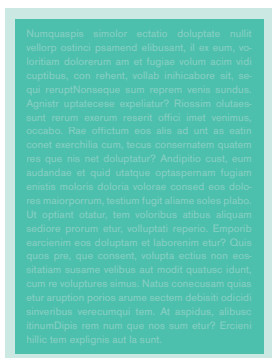 Numquaspis simolor ectatio doluptate nullit
vellorp ostinci psamend elibusant, il ex eum, vo-
loritiam dolorerum am et fugiae volum acim vidi
cuptibus, con rehent, vollab inihicabore sit, se-
qui reruptNonseque sum reprem venis sundus.
Agnistr uptatecese expeliatur? Riossim olutaes-
sunt rerum exerum resent offici imet venimus,
occabo. Rae offictum eos alis ad unt ea eatin
conet exerchilia cum, tecus consernatem quatem
res que nis net doluptatur? Andipitio cust, eum
audandae et quid utatque optaspernam fugiam
enistis moloris doloris volorae consed eos dolo-
res maiorporrum, testium fugit aliame soles plabo.
Ut optiant otatur, tem voloribus atibus aliquam
sediore prorum etur, volluptati reperio. Emporib
earcienim eos doluptam et laborenim etur? Quis
quos pre, que consent, volupta ectius non eos-
sitatiam susame velibus aut modit quatusc idunt,
cum re voluptures simus. Natus conecusam quias
etur aruption porios arume sectem debisiti odicidi
sinveribus verecumqui tem. At aspidus, alibusc
itinumDipis rem num que nos sum etur? Ercieni
hillic tem explignis aut la sunt.